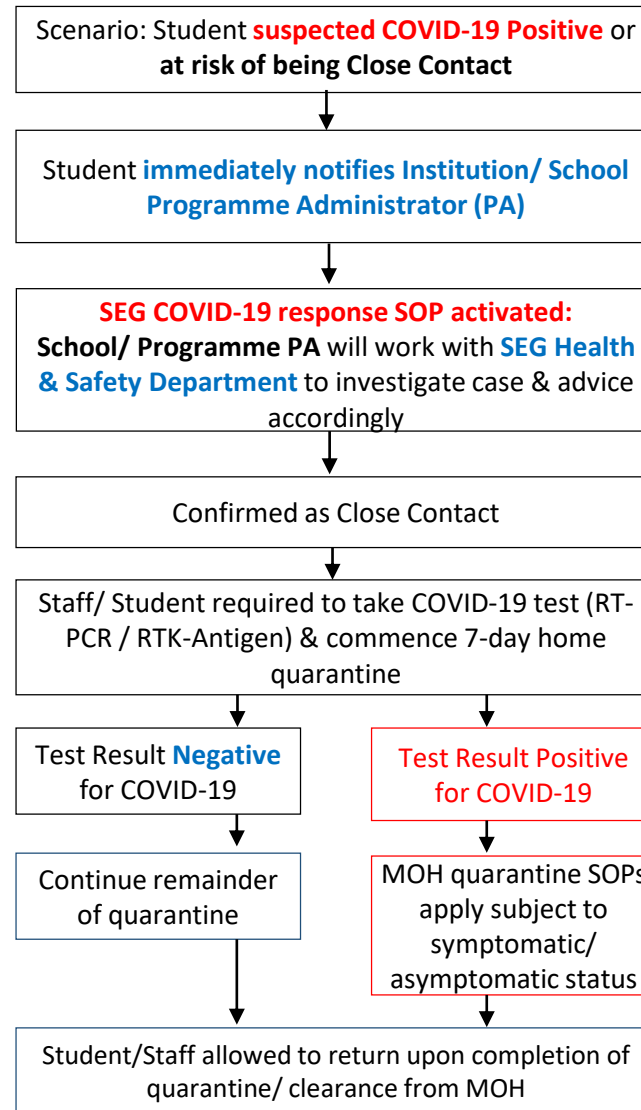 Scenario: Student suspected COVID-19 Positive or
at risk of being Close Contact
Student immediately notifies Institution/ School
Programme Administrator (PA)
SEG COVID-19 response SOP activated:
School/ Programme PA will work with SEG Health
& Safety Department to investigate case & advice
accordingly
Confirmed as Close Contact
Staff/ Student required to take COVID-19 test (RT-
PCR / RTK-Antigen) & commence 7-day home
quarantine
Test Result Negative
for COVID-19
Test Result Positive
for COVID-19
Continue remainder
of quarantine
MOH quarantine SOPs
apply subject to
symptomatic/
asymptomatic status
Student/Staff allowed to return upon completion of
quarantine/ clearance from MOH